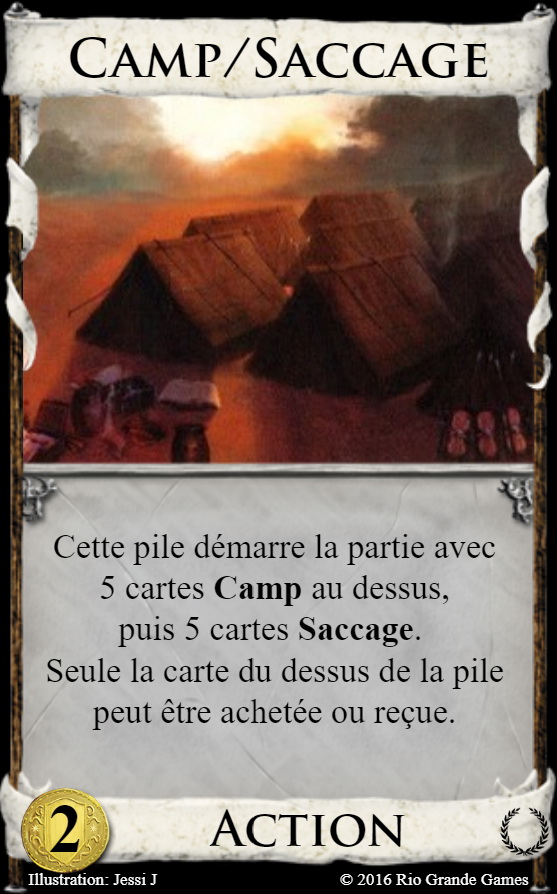 CAMP/SACCAGE
Cette pile démarre la partie avec
5 cartes Camp au dessus,
puis 5 cartes Saccage.
Seule la carte du dessus de la pile
peut être achetée ou reçue.
2
ACTION
Illustration: Jessi J
© 2016 Rio Grande Games